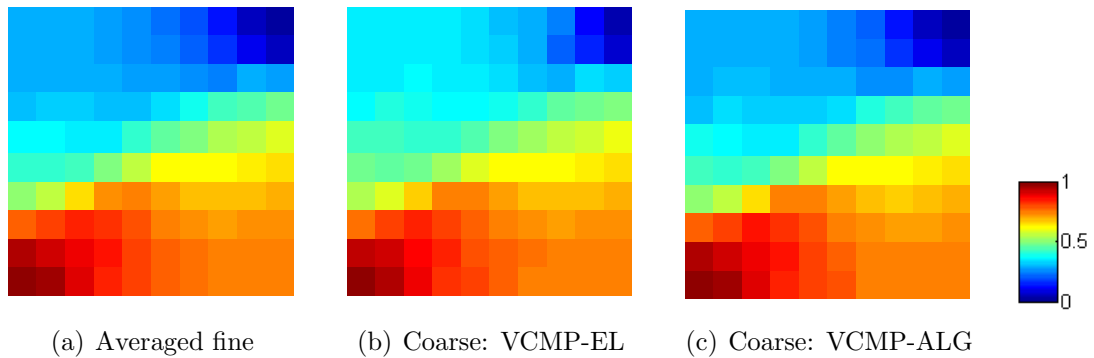 1
0.5
0
(a) Averaged fine
(b) Coarse: VCMP-EL
(c) Coarse: VCMP-ALG